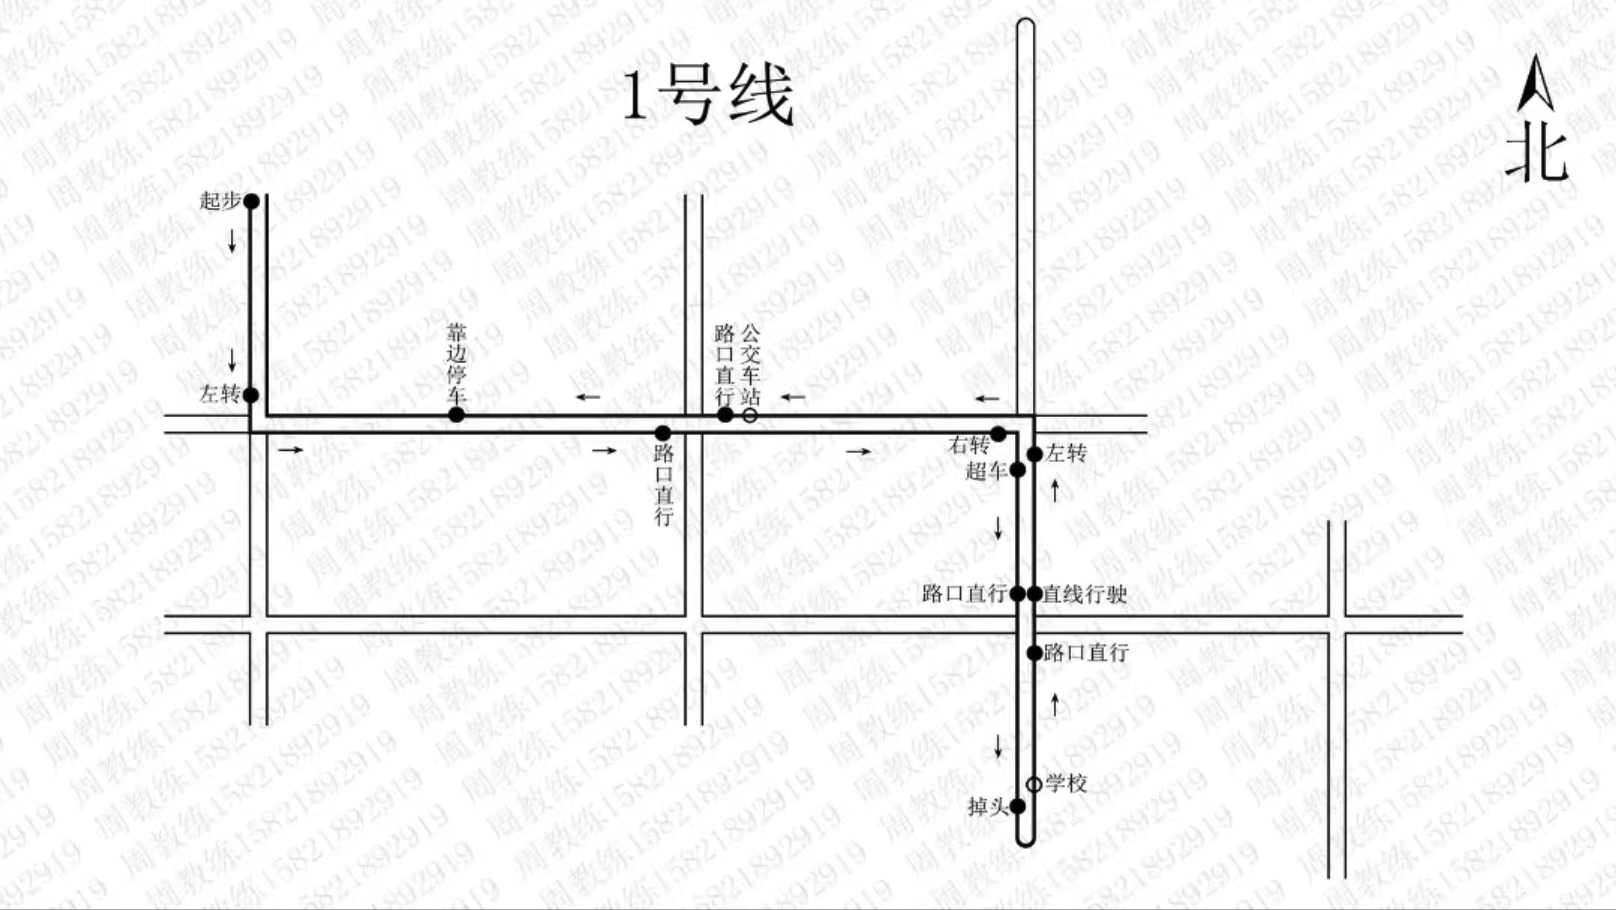 1号线
北
起步
左转
靠边停车
路口直行
公交车站
路口直行
右转
超车
左转
路口直行
直线行驶
路口直行
学校
掉头
周教练15821892919